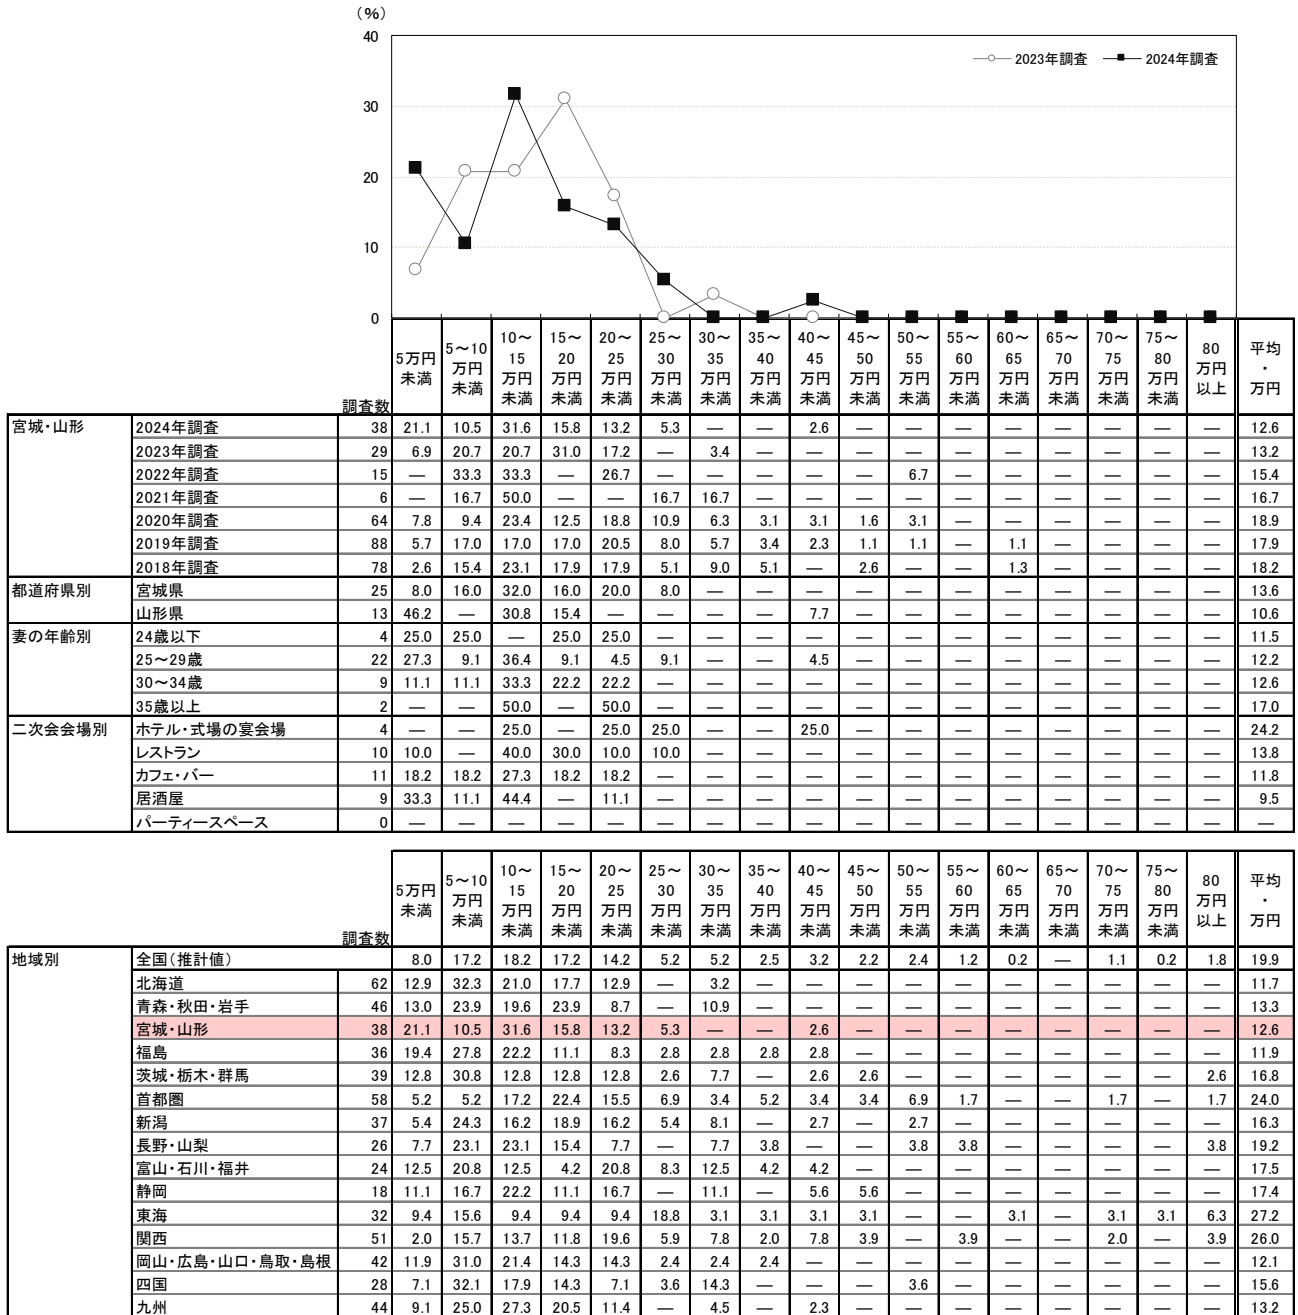 (%)
40
30
20
10
0
2023年調査 2024年調査
調査数 5万円未満 5～10万円未満 10～15万円未満 15～20万円未満 20～25万円未満 25～30万円未満 30～35万円未満 35～40万円未満 40～45万円未満 45～50万円未満 50～55万円未満 55～60万円未満 60～65万円未満 65～70万円未満 70～75万円未満 75～80万円未満 80万円以上 平均・万円
宮城・山形 2024年調査 38 21.1 10.5 31.6 15.8 13.2 5.3 ― ― 2.6 ― ― ― ― ― ― ― ― 12.6
2023年調査 29 6.9 20.7 20.7 31.0 17.2 ― 3.4 ― ― ― ― ― ― ― ― ― ― 13.2
2022年調査 15 ― 33.3 33.3 ― 26.7 ― ― ― ― ― 6.7 ― ― ― ― ― ― 15.4
2021年調査 6 ― 16.7 50.0 ― ― 16.7 16.7 ― ― ― ― ― ― ― ― ― ― 16.7
2020年調査 64 7.8 9.4 23.4 12.5 18.8 10.9 6.3 3.1 3.1 1.6 3.1 ― ― ― ― ― ― 18.9
2019年調査 88 5.7 17.0 17.0 17.0 20.5 8.0 5.7 3.4 2.3 1.1 1.1 ― 1.1 ― ― ― ― 17.9
2018年調査 78 2.6 15.4 23.1 17.9 17.9 5.1 9.0 5.1 ― 2.6 ― ― 1.3 ― ― ― ― 18.2
都道府県別 宮城県 25 8.0 16.0 32.0 16.0 20.0 8.0 ― ― ― ― ― ― ― ― ― ― ― 13.6
山形県 13 46.2 ― 30.8 15.4 ― ― ― ― 7.7 ― ― ― ― ― ― ― ― 10.6
妻の年齢別 24歳以下 4 25.0 25.0 ― 25.0 25.0 ― ― ― ― ― ― ― ― ― ― ― ― 11.5
25～29歳 22 27.3 9.1 36.4 9.1 4.5 9.1 ― ― 4.5 ― ― ― ― ― ― ― ― 12.2
30～34歳 9 11.1 11.1 33.3 22.2 22.2 ― ― ― ― ― ― ― ― ― ― ― ― 12.6
35歳以上 2 ― ― 50.0 ― 50.0 ― ― ― ― ― ― ― ― ― ― ― ― 17.0
二次会会場別 ホテル・式場の宴会場 4 ― ― 25.0 ― 25.0 25.0 ― ― 25.0 ― ― ― ― ― ― ― ― 24.2
レストラン 10 10.0 ― 40.0 30.0 10.0 10.0 ― ― ― ― ― ― ― ― ― ― ― 13.8
カフェ・バー 11 18.2 18.2 27.3 18.2 18.2 ― ― ― ― ― ― ― ― ― ― ― ― 11.8
居酒屋 9 33.3 11.1 44.4 ― 11.1 ― ― ― ― ― ― ― ― ― ― ― ― 9.5
パーティースペース 0 ― ― ― ― ― ― ― ― ― ― ― ― ― ― ― ― ― ―
調査数 5万円未満 5～10万円未満 10～15万円未満 15～20万円未満 20～25万円未満 25～30万円未満 30～35万円未満 35～40万円未満 40～45万円未満 45～50万円未満 50～55万円未満 55～60万円未満 60～65万円未満 65～70万円未満 70～75万円未満 75～80万円未満 80万円以上 平均・万円
地域別 全国(推計値) 8.0 17.2 18.2 17.2 14.2 5.2 5.2 2.5 3.2 2.4 1.2 0.2 ― 1.1 0.2 1.8 19.9
北海道 62 12.9 32.3 21.0 17.7 12.9 ― 3.2 ― ― ― ― ― ― ― ― ― ― 11.7
青森・秋田・岩手 46 13.0 23.9 19.6 23.9 8.7 ― 10.9 ― ― ― ― ― ― ― ― ― ― 13.3
宮城・山形 38 21.1 10.5 31.6 15.8 13.2 5.3 ― ― 2.6 ― ― ― ― ― ― ― ― 12.6
福島 36 19.4 27.8 22.2 11.1 8.3 2.8 2.8 2.8 2.8 ― ― ― ― ― ― ― ― 11.9
茨城・栃木・群馬 39 12.8 30.8 12.8 12.8 12.8 2.6 7.7 ― 2.6 2.6 ― ― ― ― ― ― 2.6 16.8
首都圏 58 5.2 5.2 17.2 22.4 15.5 6.9 3.4 5.2 3.4 3.4 6.9 1.7 ― ― 1.7 ― 1.7 24.0
新潟 37 5.4 24.3 16.2 18.9 16.2 5.4 8.1 ― 2.7 ― 2.7 ― ― ― ― ― ― 16.3
長野・山梨 26 7.7 23.1 23.1 15.4 7.7 ― 7.7 3.8 ― ― 3.8 3.8 ― ― ― ― 3.8 19.2
富山・石川・福井 24 12.5 20.8 12.5 4.2 20.8 8.3 12.5 4.2 4.2 ― ― ― ― ― ― ― ― 17.5
静岡 18 11.1 16.7 22.2 11.1 16.7 ― 11.1 ― 5.6 5.6 ― ― ― ― ― ― ― 17.4
東海 32 9.4 15.6 9.4 9.4 9.4 18.8 3.1 3.1 3.1 3.1 ― ― 3.1 ― 3.1 3.1 6.3 27.2
関西 51 2.0 15.7 13.7 11.8 19.6 5.9 7.8 2.0 7.8 3.9 ― 3.9 ― ― 2.0 ― 3.9 26.0
岡山・広島・山口・鳥取・島根 42 11.9 31.0 21.4 14.3 14.3 2.4 2.4 2.4 ― ― ― ― ― ― ― ― ― 12.1
四国 28 7.1 32.1 17.9 14.3 7.1 3.6 14.3 ― ― ― 3.6 ― ― ― ― ― ― 15.6
九州 44 9.1 25.0 27.3 20.5 11.4 ― 4.5 ― 2.3 ― ― ― ― ― ― ― ― 13.2